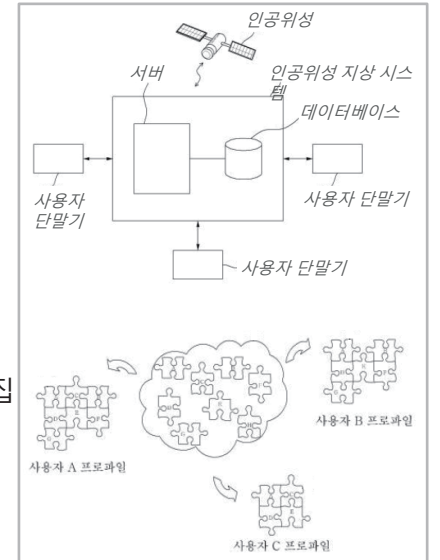 인공위성
서버
인공위성 지상 시스
템
데이터베이스
사용자
단말기
사용자 단말기
사용자 단말기
집
사용자 A 프로파일
사용자 B 프로파일
사용자 C 프로파일